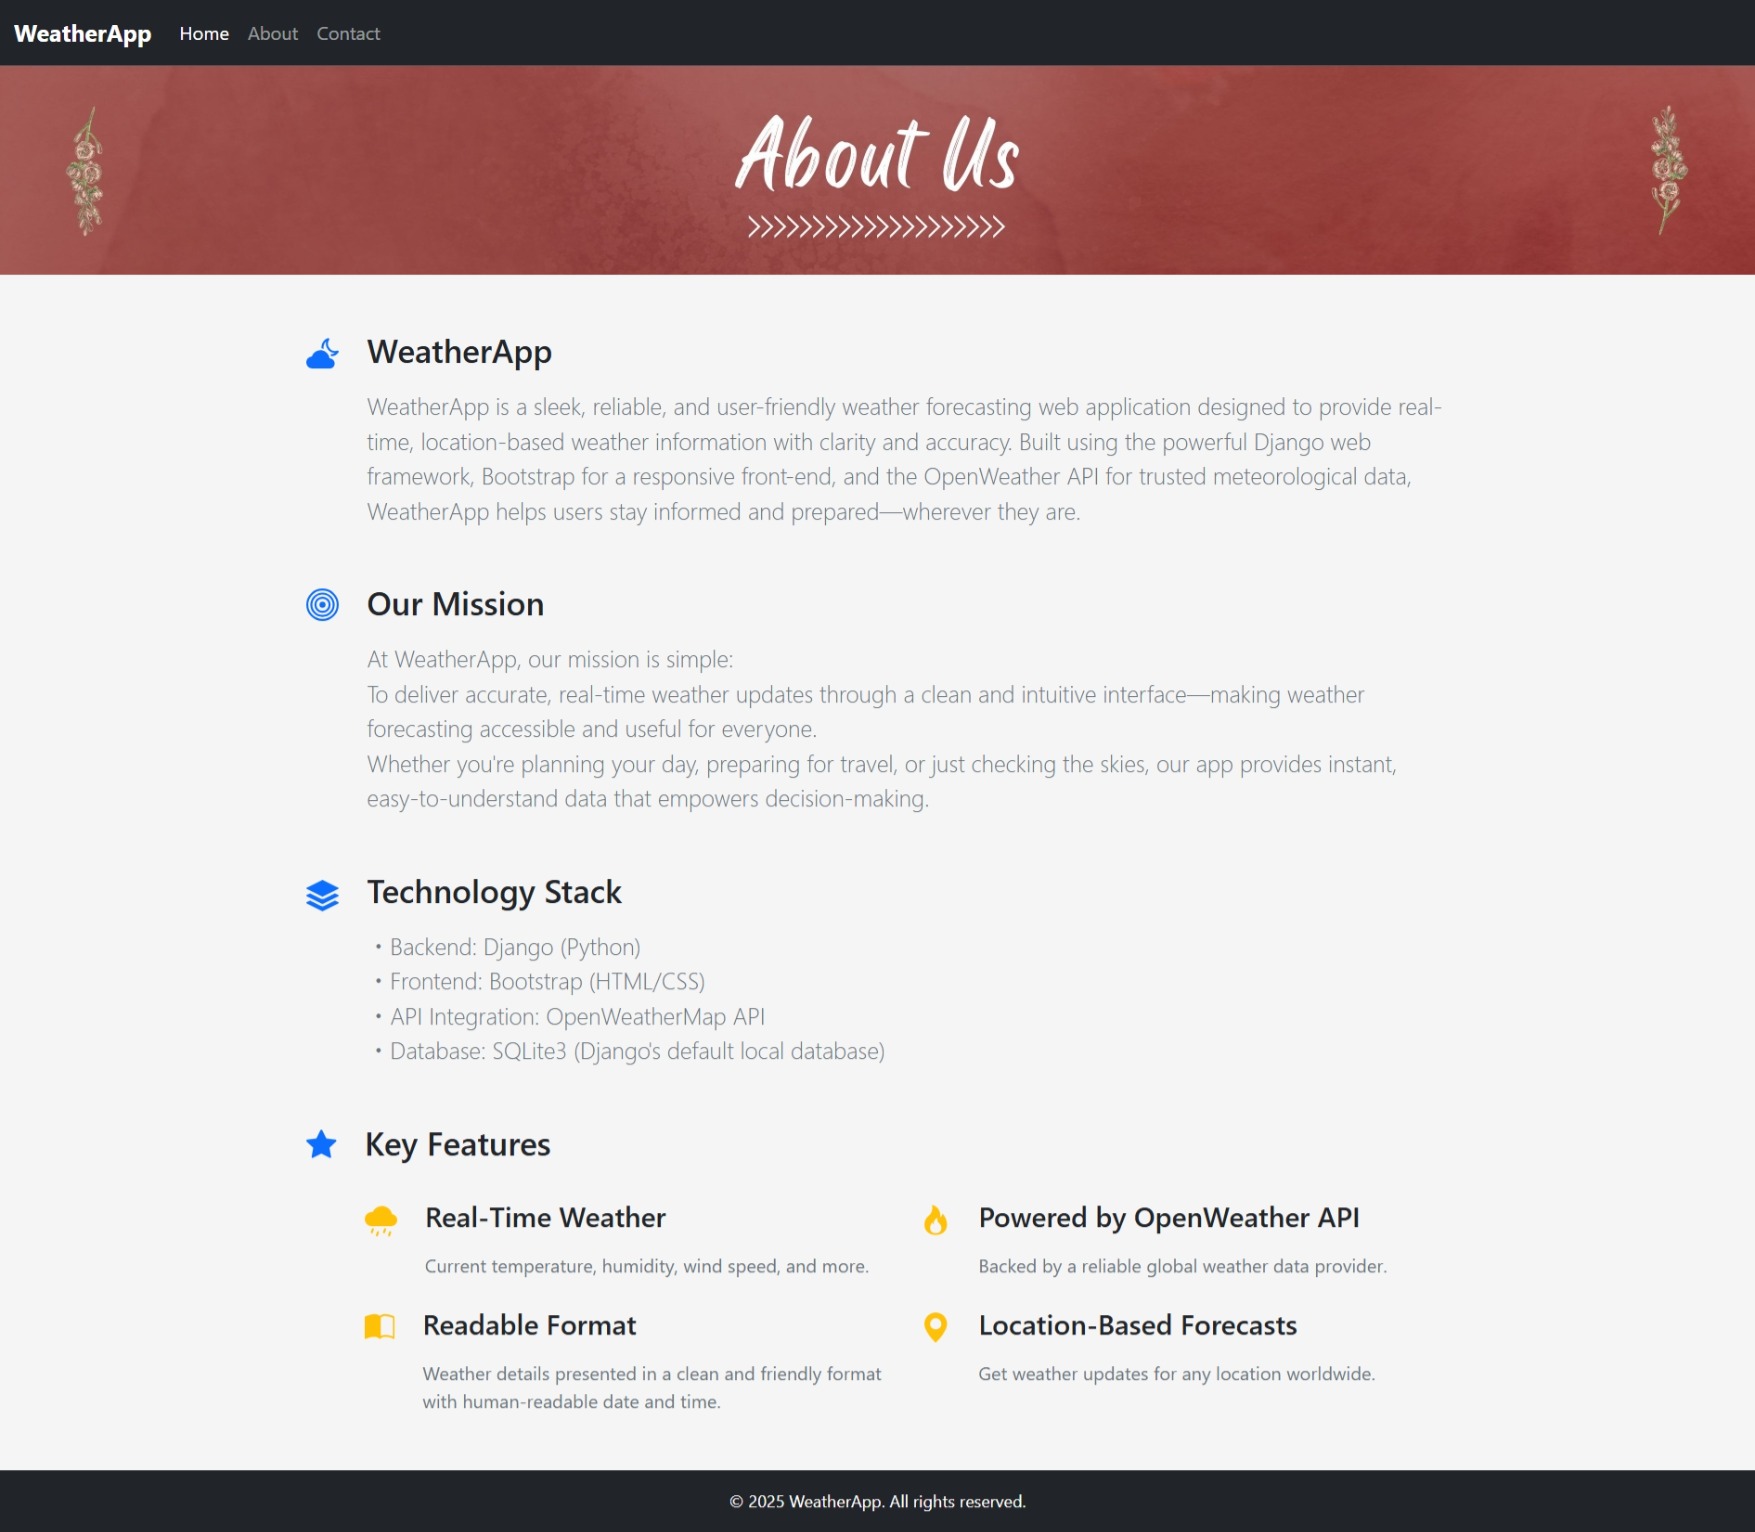 WeatherApp Home About Contact
About Us
WeatherApp
WeatherApp is a sleek, reliable, and user-friendly weather forecasting web application designed to provide real-
time, location-based weather information with clarity and accuracy. Built using the powerful Django web
framework, Bootstrap for a responsive front-end, and the OpenWeather API for trusted meteorological data,
WeatherApp helps users stay informed and prepared—wherever they are.
Our Mission
At WeatherApp, our mission is simple:
To deliver accurate, real-time weather updates through a clean and intuitive interface—making weather
forecasting accessible and useful for everyone.
Whether you're planning your day, preparing for travel, or just checking the skies, our app provides instant,
easy-to-understand data that empowers decision-making.
Technology Stack
• Backend: Django (Python)
• Frontend: Bootstrap (HTML/CSS)
• API Integration: OpenWeatherMap API
• Database: SQLite3 (Django's default local database)
Key Features
Real-Time Weather
Current temperature, humidity, wind speed, and more.
Powered by OpenWeather API
Backed by a reliable global weather data provider.
Readable Format
Weather details presented in a clean and friendly format
with human-readable date and time.
Location-Based Forecasts
Get weather updates for any location worldwide.
© 2025 WeatherApp. All rights reserved.